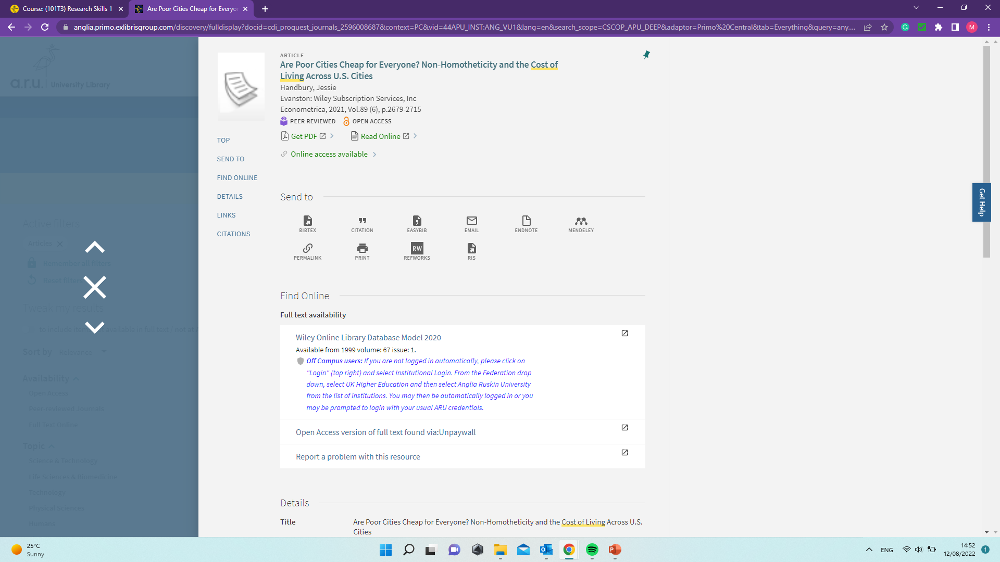 Course: (101T3) Research Skills 1
Are Poor Cities Cheap for Everyo
anglia.primo.exlibrisgroup.com/discovery/fulldisplay?docid=cdi_proquest_journals_2596008687&context=PC&vid=44APU_INST:ANG_VU1&lang=en&search_scope=CSCOP_APU_DEEP&adaptor=Primo%20Central&tab=Everything&query=any,...
M
a.r.u. University Library
Active filters
Articles
Remember all filters
Reset filters
Tweak my results
to include items not available in full text / not at A
Sort by Relevance
Availability
Open Access
Peer-reviewed Journals
Full Text Online
Topic
Science & Technology
Life Sciences & Biomedicine
Technology
Physical Sciences
Humans
TOP
SEND TO
FIND ONLINE
DETAILS
LINKS
CITATIONS
ARTICLE
Are Poor Cities Cheap for Everyone? Non-Homotheticity and the Cost of
Living Across U.S. Cities
Handbury, Jessie
Evanston: Wiley Subscription Services, Inc
Econometrica, 2021, Vol.89 (6), p.2679-2715
PEER REVIEWED OPEN ACCESS
Get PDF Read Online
Online access available
Send to
BIBTEX CITATION EASYBIB EMAIL ENDNOTE MENDELEY
RW
PERMALINK PRINT REFWORKS RIS
Find Online
Full text availability
Wiley Online Library Database Model 2020
Available from 1999 volume: 67 issue: 1.
Off Campus users: If you are not logged in automatically, please click on
"Login" (top right) and select Institutional Login. From the Federation drop
down, select UK Higher Education and then select Anglia Ruskin University
from the list of institutions. You may then be automatically logged in or you
may be prompted to login with your usual ARU credentials.
Open Access version of full text found via:Unpaywall
Report a problem with this resource
Details
Title Are Poor Cities Cheap for Everyone? Non-Homotheticity and the Cost of Living Across U.S.
Cities
Get Help
25°C
Sunny
ENG
14:52
12/08/2022
1